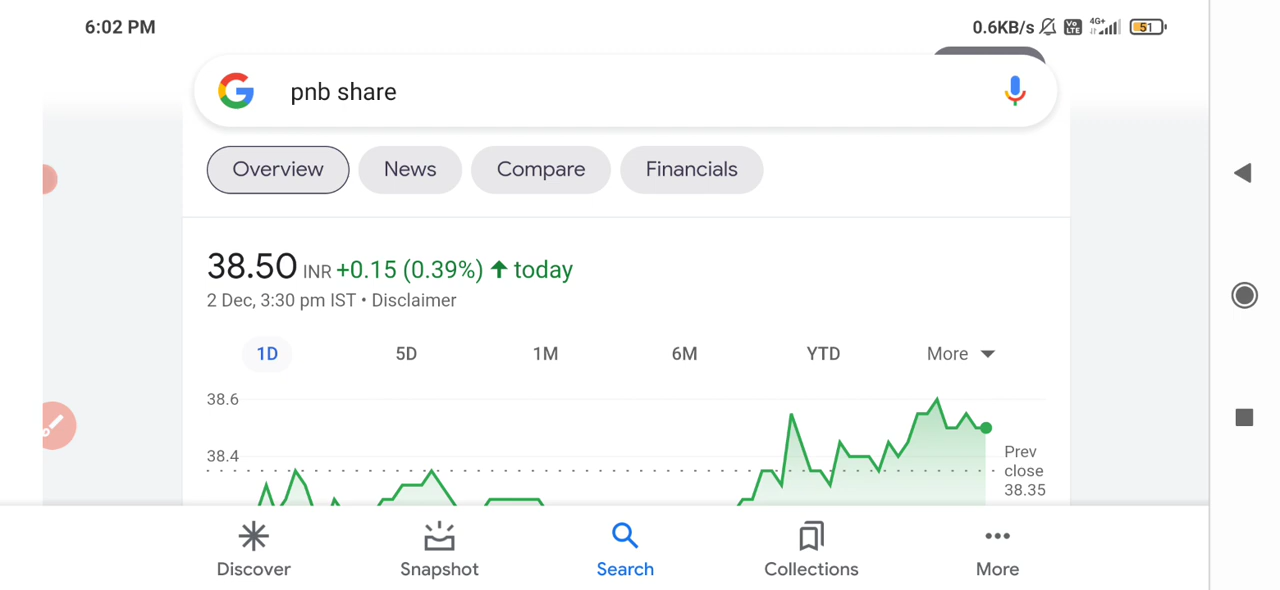 6:02 PM
0.6KB/s Vo LTE 4G+ 51
pnb share
Overview News Compare Financials
38.50 INR +0.15 (0.39%) ↑ today
2 Dec, 3:30 pm IST • Disclaimer
1D 5D 1M 6M YTD More
38.6
38.4
Prev
close
38.35
Discover Snapshot Search Collections More